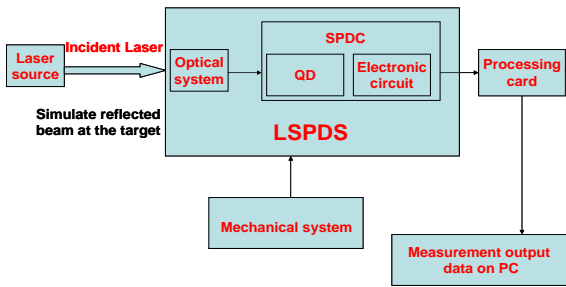 Laser
source
Incident Laser
Simulate reflected
beam at the target
Optical
system
SPDC
QD
Electronic
circuit
LSPDS
Processing
card
Mechanical system
Measurement output
data on PC